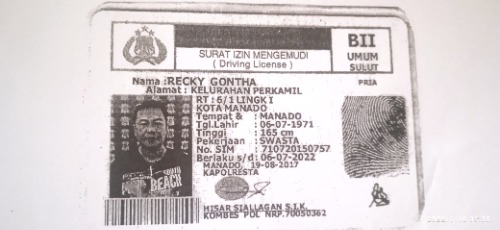 SURAT IZIN MENGEMUDI
( Driving License )
BII
UMUM
SULUT
Nama : RECKY GONTHA
PRIA
Alamat : KELURAHAN PERKAMIL
RT : 6/1 LINGK I
KOTA MANADO
Tempat & : MANADO
Tgl.Lahir : 06-07-1971
Tinggi : 165 cm
Pekerjaan : SWASTA
No. SIM : 710720150757
Berlaku s/d : 06-07-2022
MANADO, 19-08-2017
KAPOLRESTA
HISAR SIALLAGAN S.I.K.
KOMBES POL NRP.70050362
BEACH